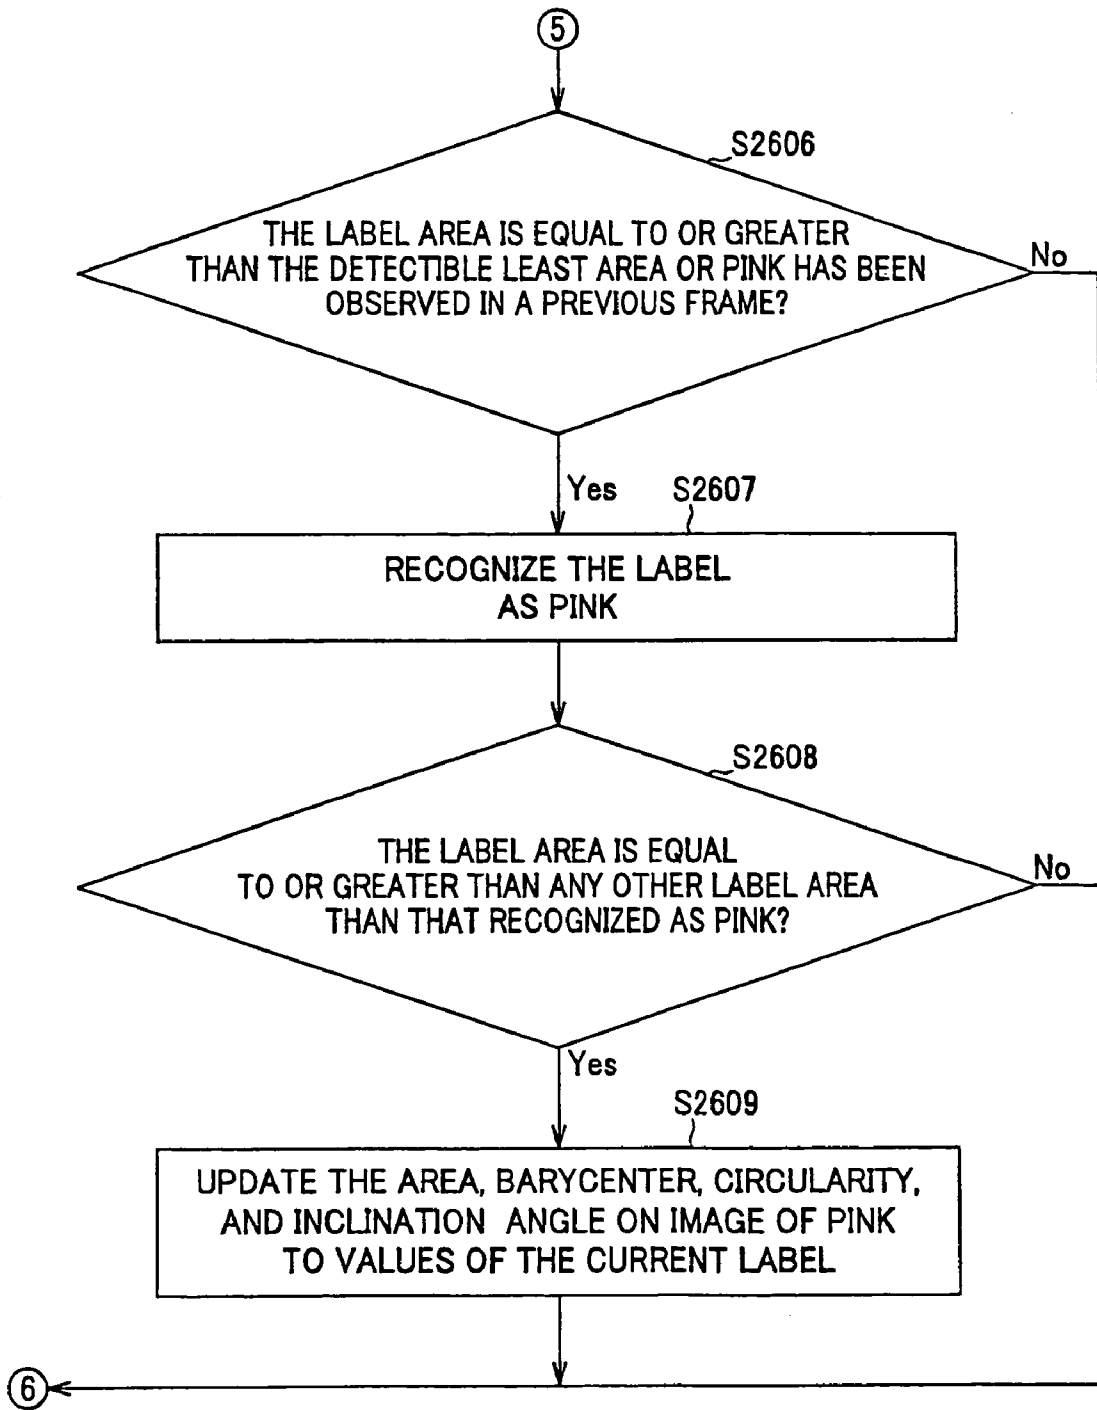 5
S2606
THE LABEL AREA IS EQUAL TO OR GREATER
THAN THE DETECTIBLE LEAST AREA OR PINK HAS BEEN
OBSERVED IN A PREVIOUS FRAME?
No
Yes
S2607
RECOGNIZE THE LABEL
AS PINK
S2608
THE LABEL AREA IS EQUAL
TO OR GREATER THAN ANY OTHER LABEL AREA
THAN THAT RECOGNIZED AS PINK?
No
Yes
S2609
UPDATE THE AREA, BARYCENTER, CIRCULARITY,
AND INCLINATION ANGLE ON IMAGE OF PINK
TO VALUES OF THE CURRENT LABEL
6